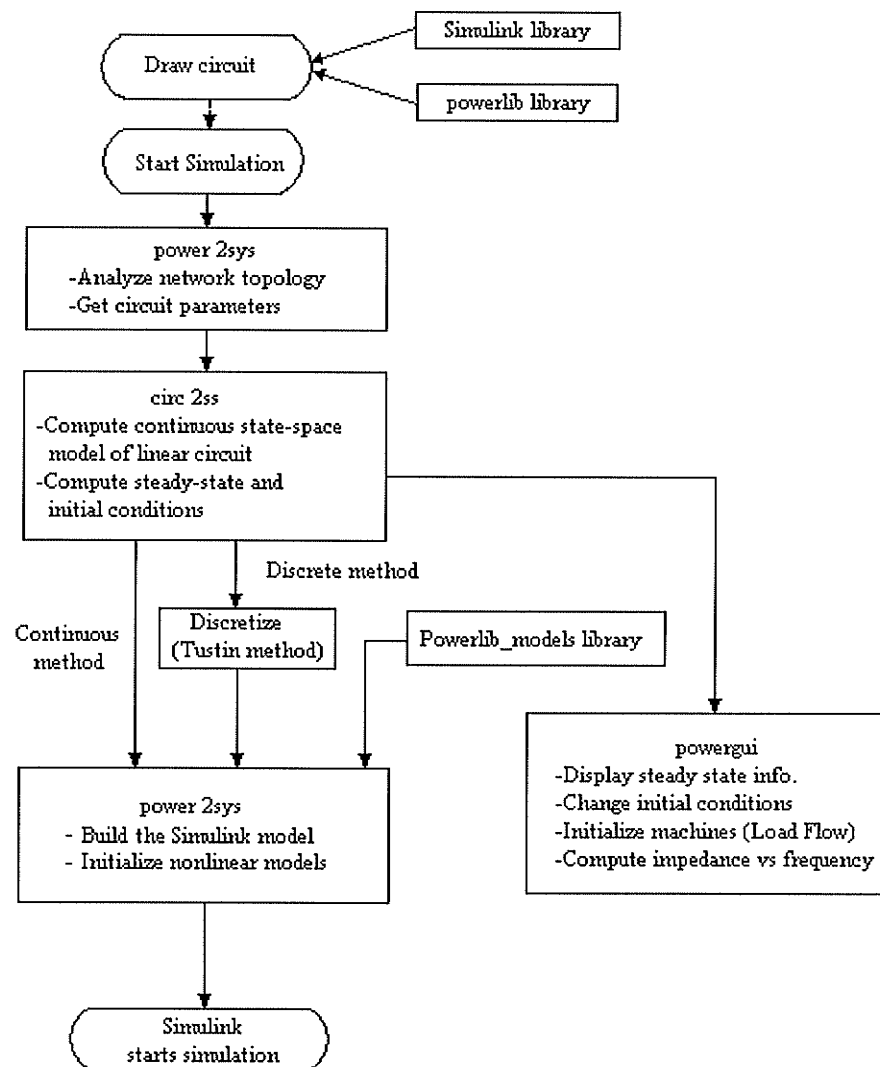 Simulink library
Draw circuit
powerlib library
Start Simulation
power 2sys
-Analyze network topology
-Get circuit parameters
circ 2ss
-Compute continuous state-space
model of linear circuit
-Compute steady-state and
initial conditions
Discrete method
Continuous
method
Discretize
(Tustin method)
Powerlib_models library
power 2sys
- Build the Simulink model
- Initialize nonlinear models
powergui
-Display steady state info.
-Change initial conditions
-Initialize machines (Load Flow)
-Compute impedance vs frequency
Simulink
starts simulation